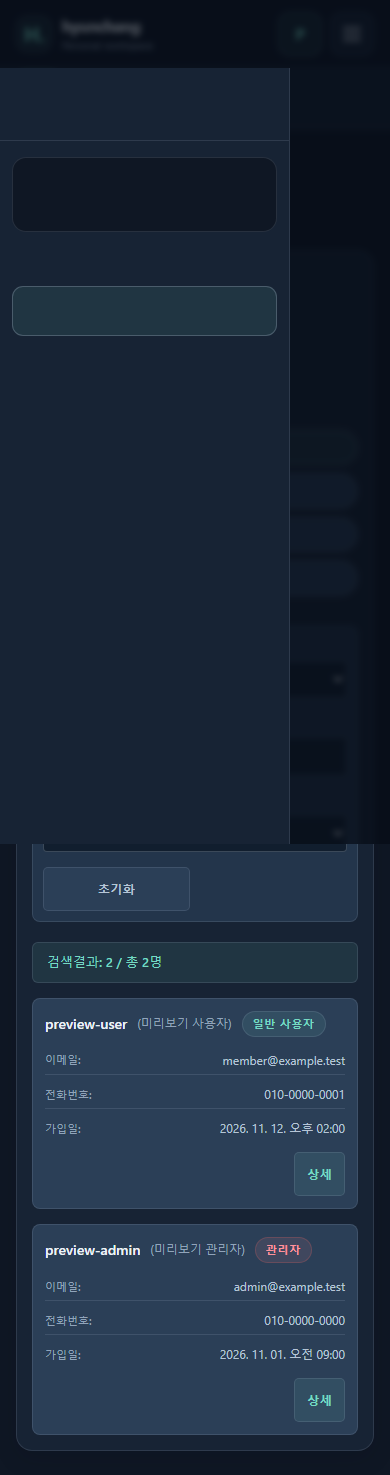 초기화
검색결과: 2 / 총 2명
preview-user (미리보기 사용자) 일반 사용자
이메일: member@example.test
전화번호: 010-0000-0001
가입일: 2026. 11. 12. 오후 02:00
상세
preview-admin (미리보기 관리자) 관리자
이메일: admin@example.test
전화번호: 010-0000-0000
가입일: 2026. 11. 01. 오전 09:00
상세